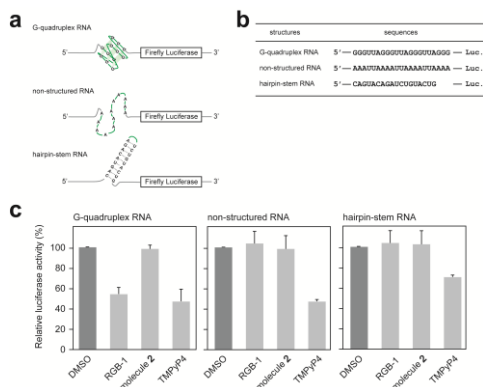 a
G-quadruplex RNA
5' Firefly Luciferase 3'
non-structured RNA
5' Firefly Luciferase 3'
hairpin-stem RNA
5' Firefly Luciferase 3'
b
structures sequences
G-quadruplex RNA 5'—GGGUUAGGGUUAGGUUAGGG — Luc.
non-structured RNA 5'—AAAUUAAAAUUAAAAUUAAAA — Luc.
hairpin-stem RNA 5'— CAGUACAGAUCUGUACUG — Luc.
c
G-quadruplex RNA non-structured RNA hairpin-stem RNA
Relative luciferase activity (%)
100
80
60
40
20
0
DMSO RGB-1 molecule 2 TMPyP4 DMSO RGB-1 molecule 2 TMPyP4 DMSO RGB-1 molecule 2 TMPyP4